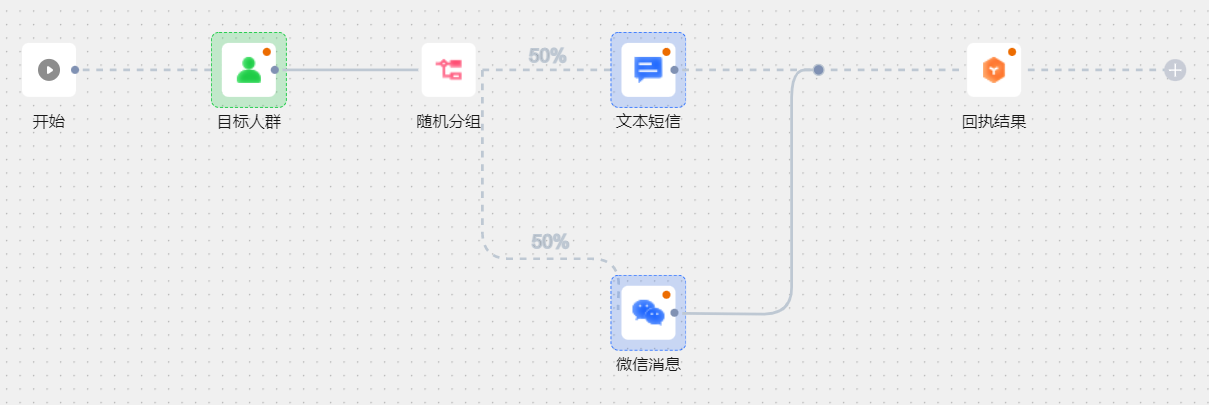 50%
开始
目标人群
随机分组
文本短信
回执结果
50%
微信消息